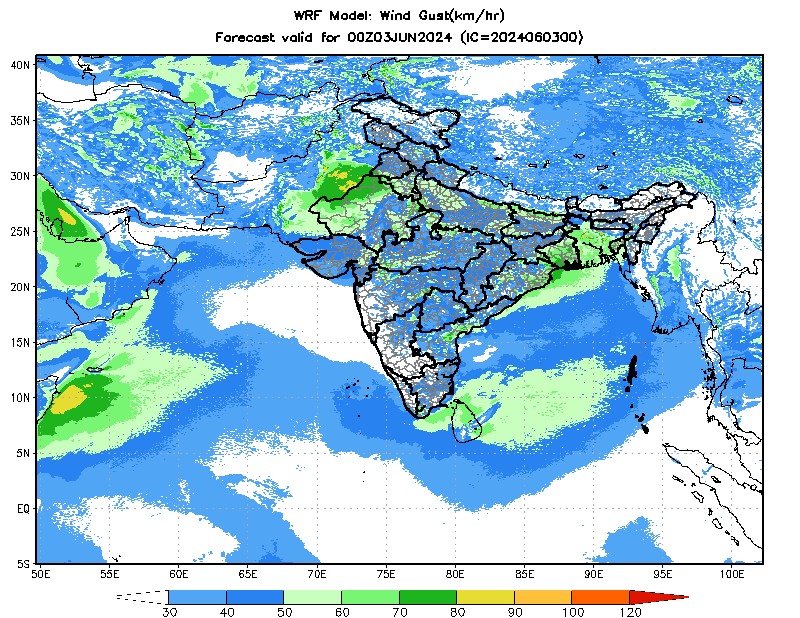 WRF Model: Wind Gust(km/hr)
Forecast valid for 00Z03JUN2024 (IC=2024060300)
40N
35N
30N
25N
20N
15N
10N
5N
EQ
5S
50E 55E 60E 65E 70E 75E 80E 85E 90E 95E 100E
30 40 50 60 70 80 90 100 120